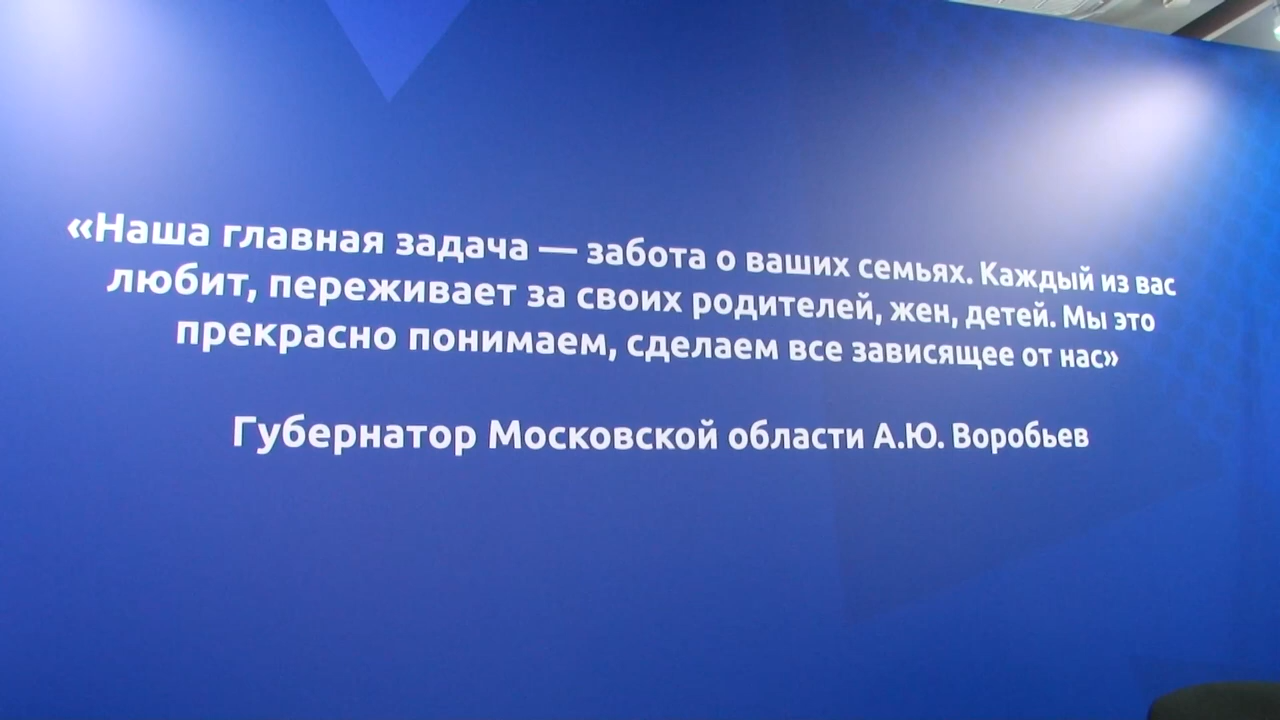 «Наша главная задача — забота о ваших семьях. Каждый из вас
любит, переживает за своих родителей, жен, детей. Мы это
прекрасно понимаем, сделаем все зависящее от нас»
Губернатор Московской области А.Ю. Воробьев